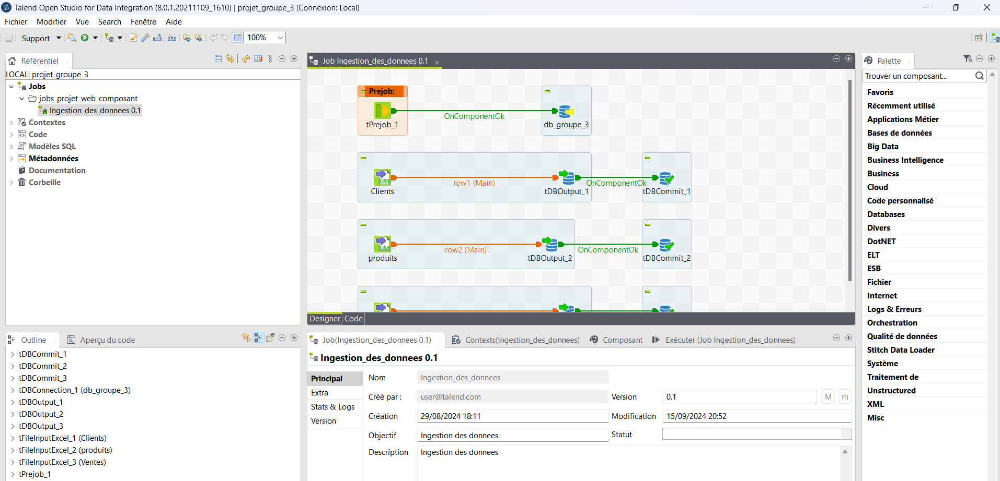 Talend Open Studio for Data Integration (8.0.1.20211109_1610) | projet_groupe_3 (Connexion: Local)
Fichier Modifier Vue Search Fenêtre Aide
Support 100%
Référentiel
LOCAL: projet_groupe_3
Jobs
jobs_projet_web_composant
Ingestion_des_donnees 0.1
Contextes
Code
Modèles SQL
Métadonnées
Documentation
Corbeille
Job Ingestion_des_donnees 0.1
Prejob:
OnComponentOk
tPrejob_1
db_groupe_3
XLS
row1 (Main)
OnComponentOk
Clients
tDBOutput_1
tDBCommit_1
XLS
row2 (Main)
OnComponentOk
produits
tDBOutput_2
tDBCommit_2
Designer Code
Palette
Trouver un composant...
Favoris
Récemment utilisé
Applications Métier
Bases de données
Big Data
Business Intelligence
Business
Cloud
Code personnalisé
Databases
Divers
DotNET
ELT
ESB
Fichier
Internet
Logs & Erreurs
Orchestration
Qualité de données
Stitch Data Loader
Système
Traitement de
Unstructured
XML
Misc
Outline Aperçu du code
tDBCommit_1
tDBCommit_2
tDBCommit_3
tDBConnection_1 (db_groupe_3)
tDBOutput_1
tDBOutput_2
tDBOutput_3
tFileInputExcel_1 (Clients)
tFileInputExcel_2 (produits)
tFileInputExcel_3 (Ventes)
tPrejob_1
Job(Ingestion_des_donnees 0.1) Contexts(Ingestion_des_donnees) Composant Exécuter (Job Ingestion_des_donnees)
Ingestion_des_donnees 0.1
Principal
Extra
Stats & Logs
Version
Nom Ingestion_des_donnees
Créé par : user@talend.com Version 0.1 M m
Création 29/08/2024 18:11 Modification 15/09/2024 20:52
Objectif Ingestion des donnees Statut
Description Ingestion des donnees